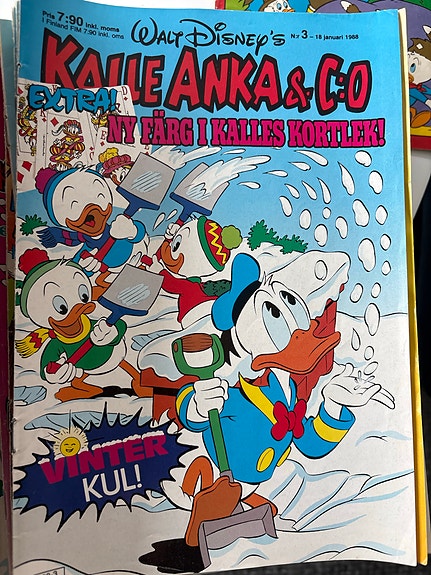 Pris 7:90 inkl. moms
I Finland FIM 7.90 inkl. oms
WALT DISNEY'S
Nr 3 – 18 januari 1988
KALLE ANKA & C:O
EXTRA!
NY FÄRG I KALLES KORTLEK!
VINTER
KUL!